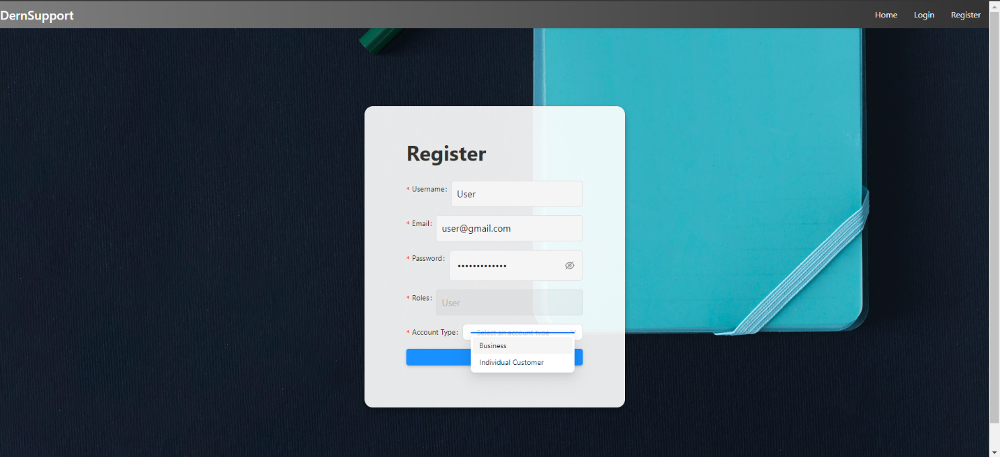 DernSupport
Home Login Register
Register
* Username: User
* Email: user@gmail.com
* Password: •••••••••••••
* Roles: User
* Account Type: Select an account type
Business
Individual Customer